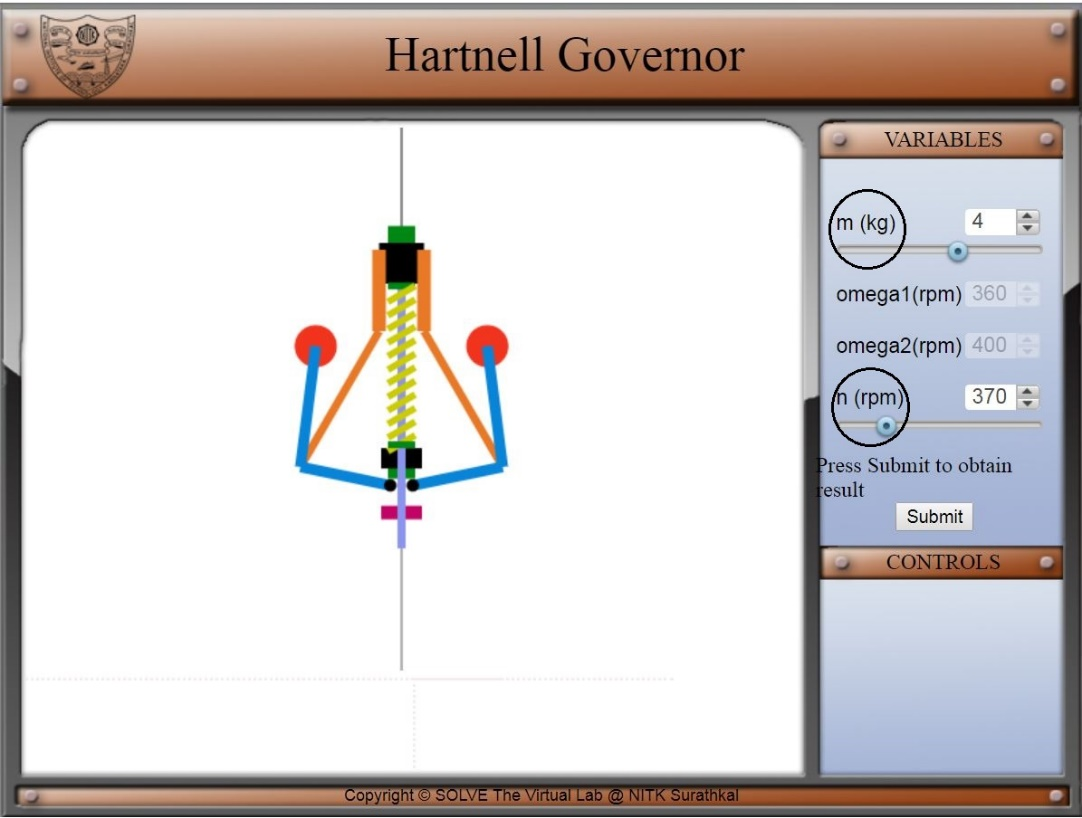 Hartnell Governor
VARIABLES
m (kg) 4
omega1(rpm) 360
omega2(rpm) 400
n (rpm) 370
Press Submit to obtain
result
Submit
CONTROLS
Copyright © SOLVE The Virtual Lab @ NITK Surathkal